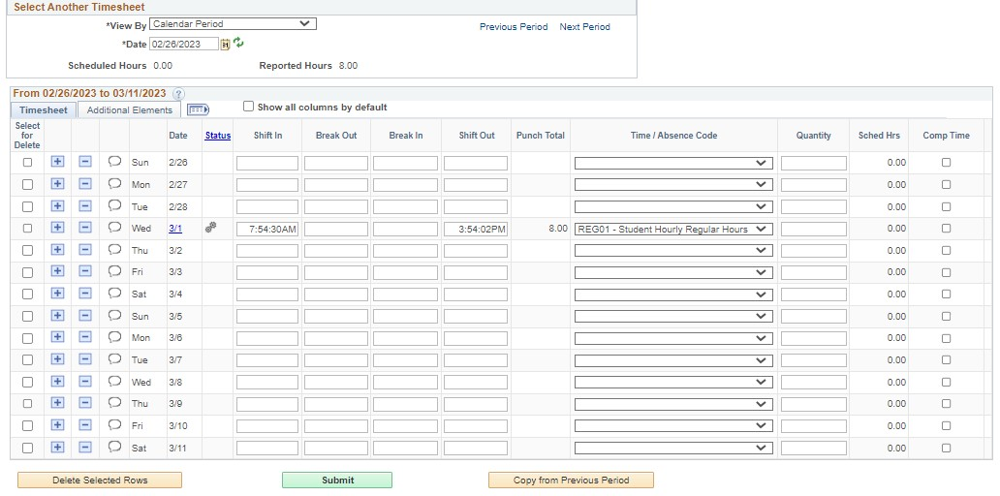 Select Another Timesheet
*View By Calendar Period
Previous Period Next Period
*Date 02/26/2023
Scheduled Hours 0.00 Reported Hours 8.00
From 02/26/2023 to 03/11/2023 ?
Timesheet Additional Elements Show all columns by default
Select for Delete Date Status Shift In Break Out Break In Shift Out Punch Total Time / Absence Code Quantity Sched Hrs Comp Time
Sun 2/26 0.00
Mon 2/27 0.00
Tue 2/28 0.00
Wed 3/1 7:54:30AM 3:54:02PM 8.00 REG01 - Student Hourly Regular Hours 0.00
Thu 3/2 0.00
Fri 3/3 0.00
Sat 3/4 0.00
Sun 3/5 0.00
Mon 3/6 0.00
Tue 3/7 0.00
Wed 3/8 0.00
Thu 3/9 0.00
Fri 3/10 0.00
Sat 3/11 0.00
Delete Selected Rows Submit Copy from Previous Period